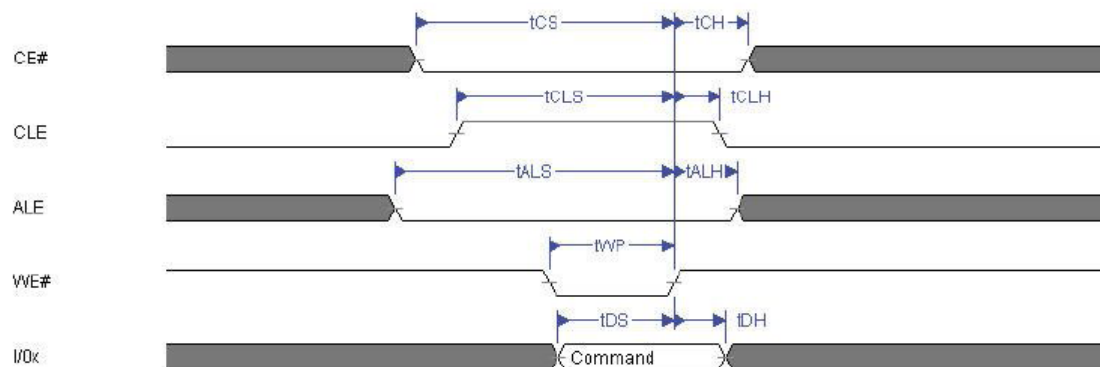 tCS tCH
CE#
tCLS tCLH
CLE
tALS tALH
ALE
tWP
WE#
tDS tDH
I/0x Command